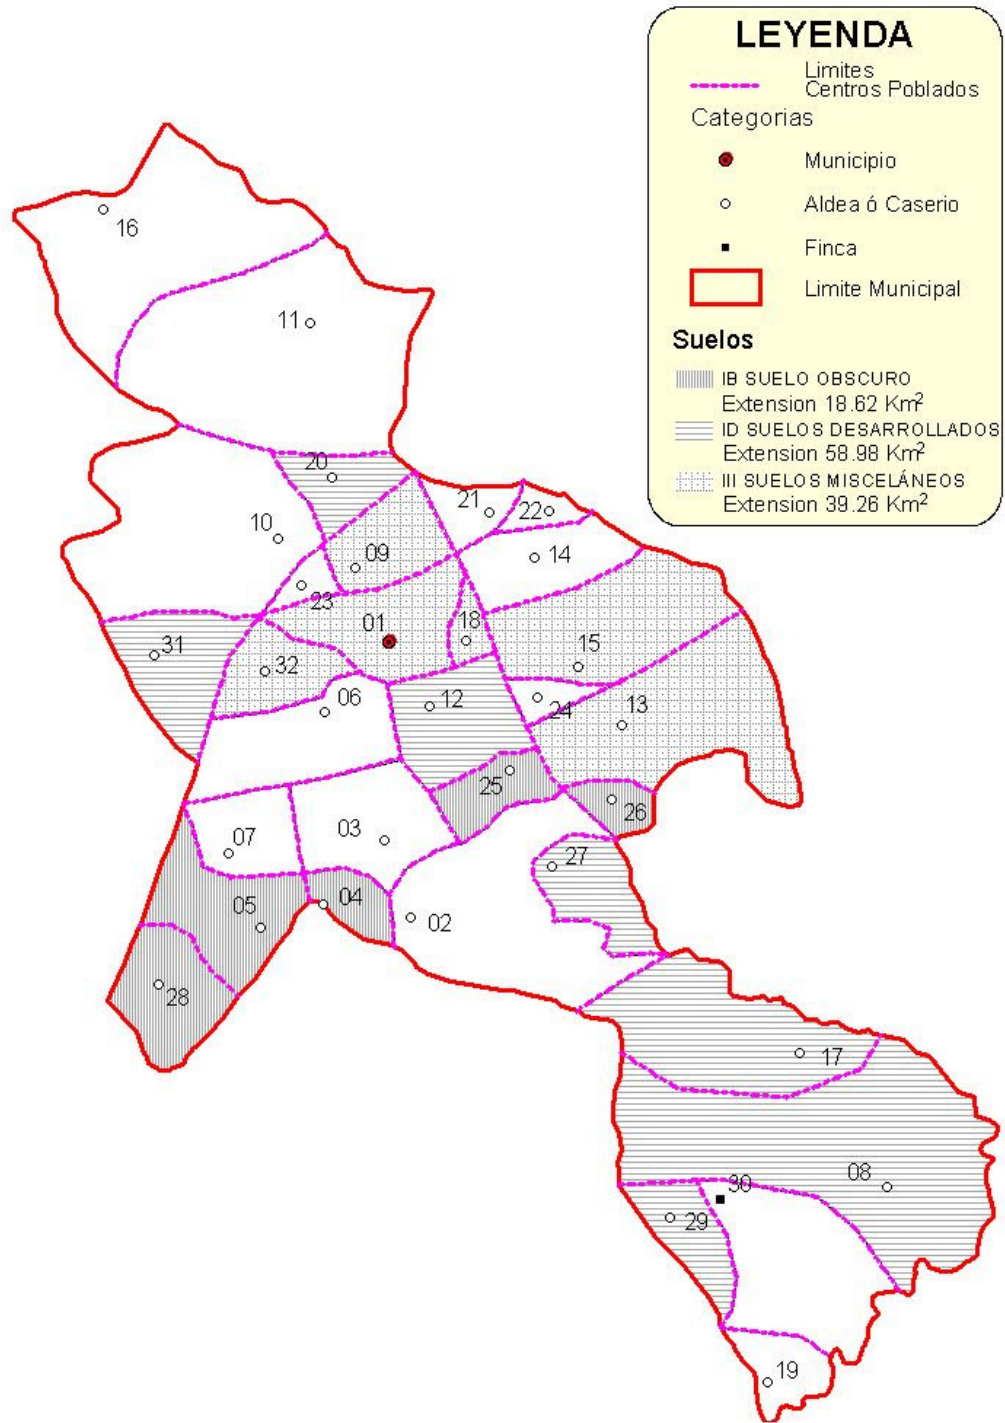 LEYENDA
Limites
Centros Poblados
Categorias
Municipio
Aldea ó Caserio
Finca
Limite Municipal
Suelos
IB SUELO OBSCURO
Extension 18.62 Km²
ID SUELOS DESARROLLADOS
Extension 58.98 Km²
III SUELOS MISCELÁNEOS
Extension 39.26 Km²
16
11
20
21
22
10
09
14
23
01
18
31
32
15
06
12
24
13
25
26
03
07
27
04
05
02
28
17
08
30
29
19